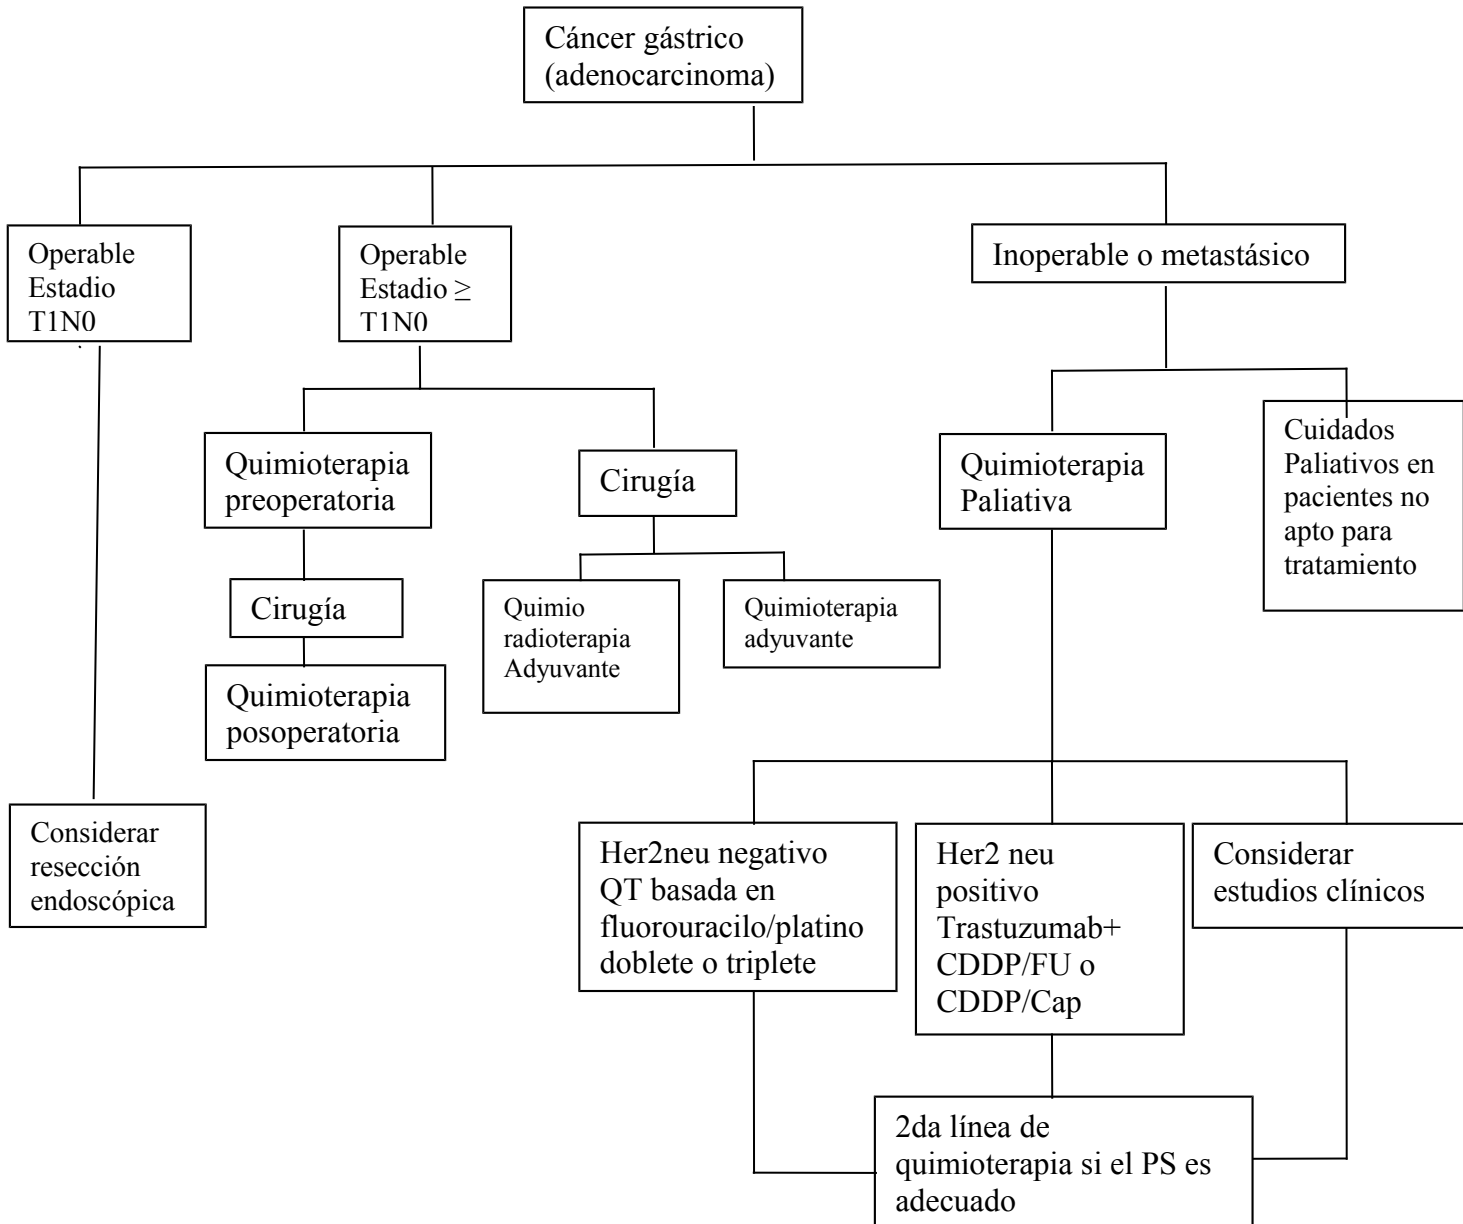 Cáncer gástrico
(adenocarcinoma)
Operable
Estadio
T1N0
Operable
Estadio ≥
T1N0
Inoperable o metastásico
Quimioterapia
preoperatoria
Cirugía
Quimioterapia
posoperatoria
Cirugía
Quimio
radioterapia
Adyuvante
Quimioterapia
adyuvante
Quimioterapia
Paliativa
Cuidados
Paliativos en
pacientes no
apto para
tratamiento
Considerar
resección
endoscópica
Her2neu negativo
QT basada en
fluorouracilo/platino
doblete o triplete
Her2 neu
positivo
Trastuzumab+
CDDP/FU o
CDDP/Cap
Considerar
estudios clínicos
2da línea de
quimioterapia si el PS es
adecuado